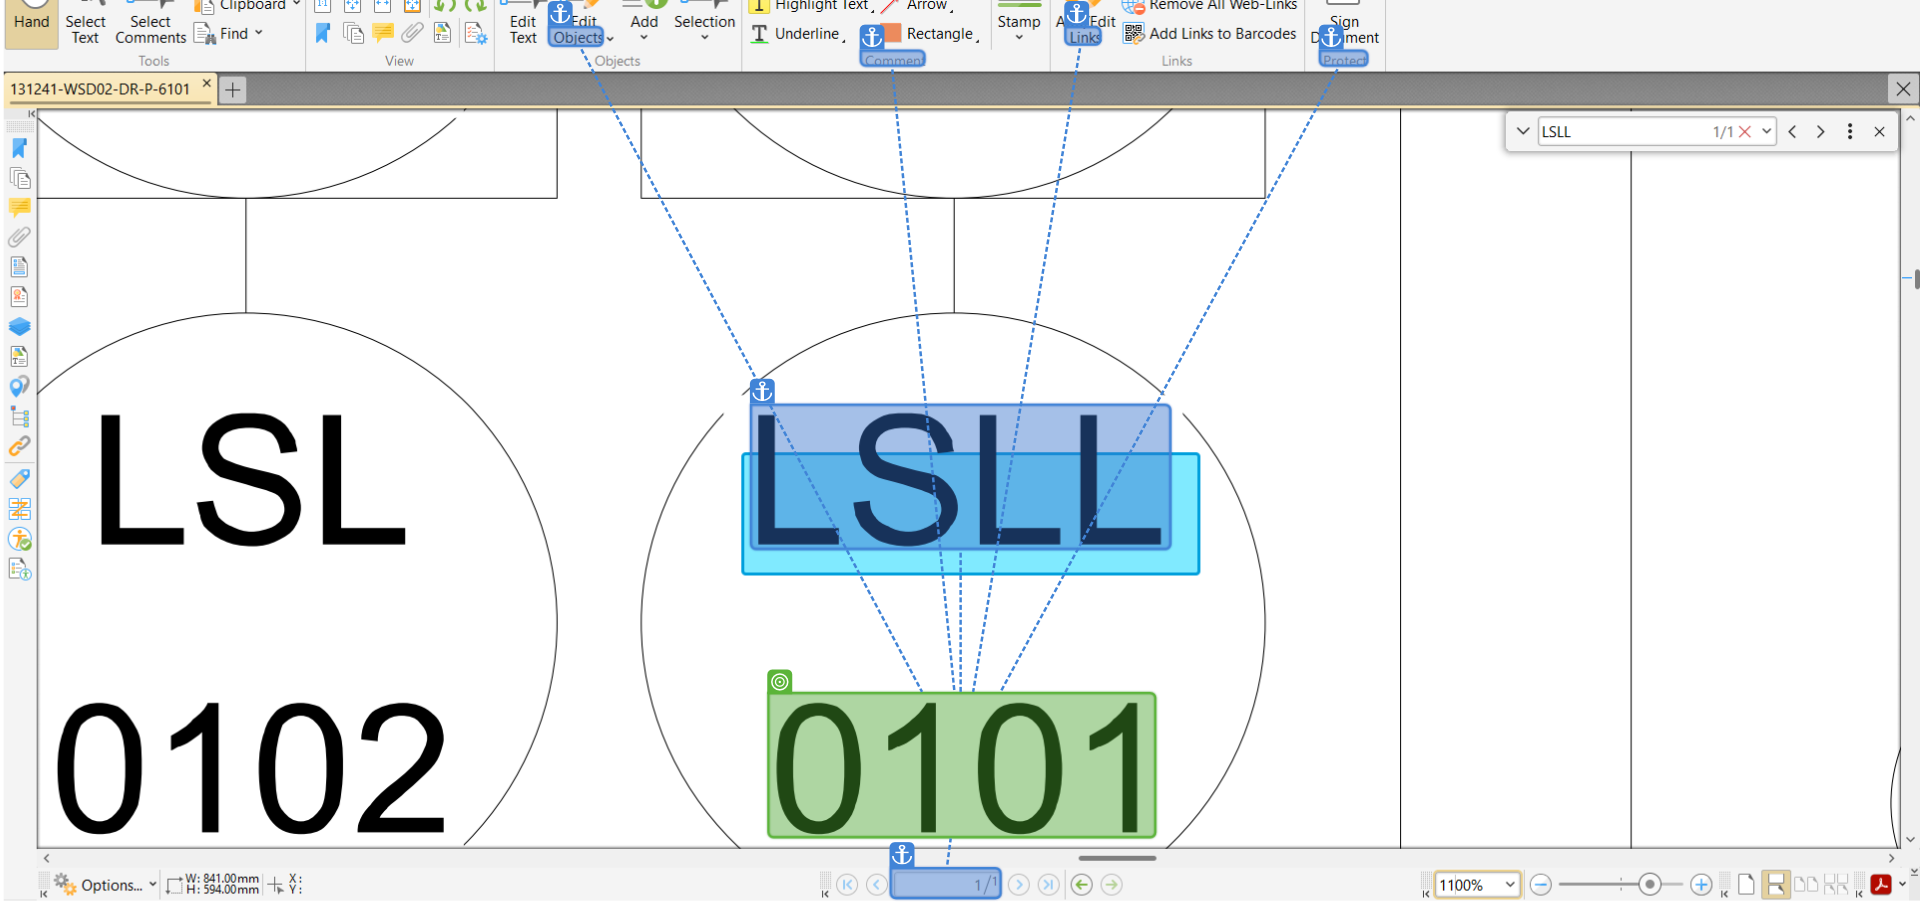 Hand
Select Text
Select Comments
Clipboard
Find
Tools
View
Edit Text
Edit Objects
Add
Selection
Objects
Highlight Text
Arrow
Underline
Rectangle
Comment
Stamp
Edit Links
Remove All Web-Links
Add Links to Barcodes
Links
Sign
Protect
131241-WSD02-DR-P-6101
LSLL
1/1
LSL
LSLL
0102
0101
Options...
W: 841.00mm
H: 594.00mm
X:
Y:
1/1
1100%